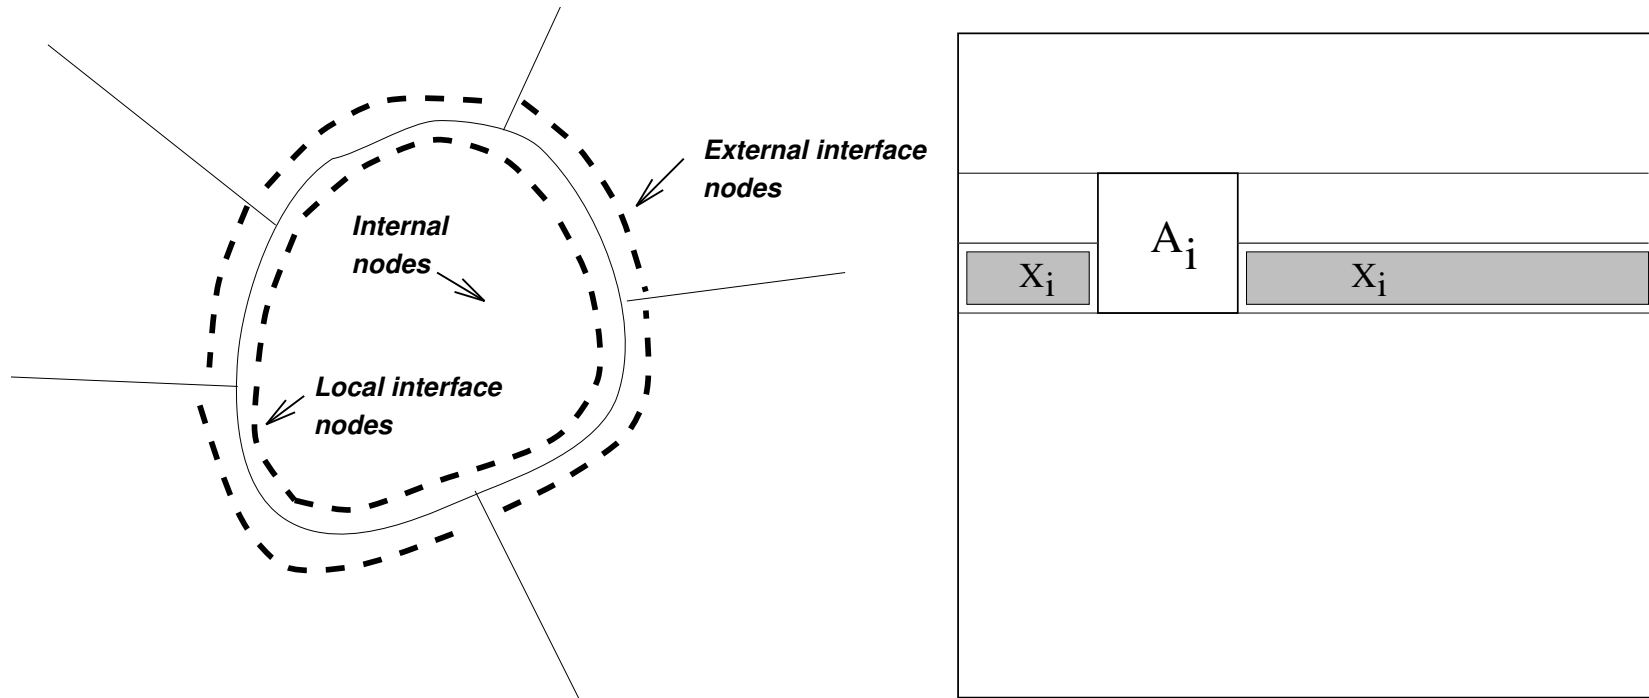 External interface
nodes
Internal
nodes
Local interface
nodes
A_i
X_i
X_i